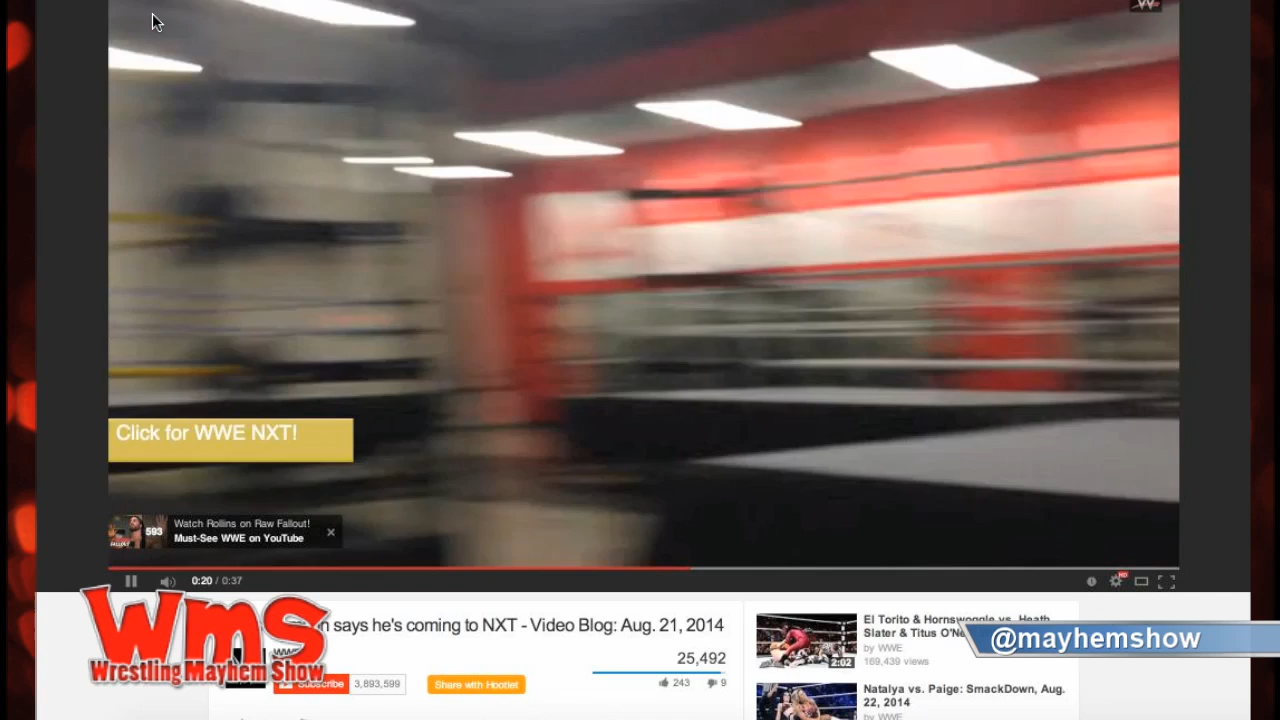 W
Click for WWE NXT!
593
Watch Rollins on Raw Fallout!
Must-See WWE on YouTube
FALLOUT
0:20 / 0:37
HD
wms
Wrestling Mayhem Show
says he's coming to NXT - Video Blog: Aug. 21, 2014
25,492
Subscribe 3,893,599
Share with Hootlet
243 9
2:02
El Torito & Hornswoggle vs. Heath
Slater & Titus O'Ne
by WWE
169,439 views
@mayhemshow
Natalya vs. Paige: SmackDown, Aug.
22, 2014
by WWE